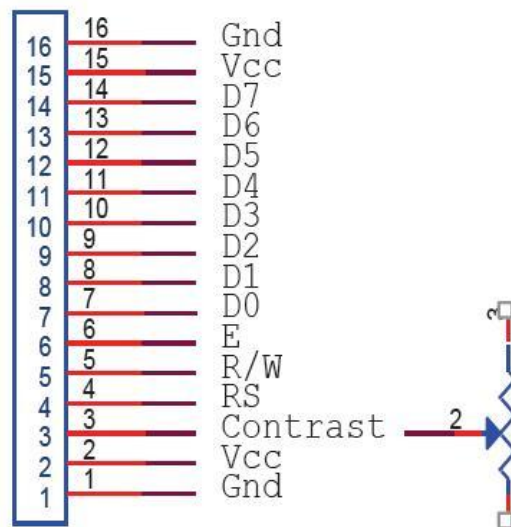 16 16 Gnd
15 15 Vcc
14 14 D7
13 13 D6
12 12 D5
11 11 D4
10 10 D3
9 9 D2
8 8 D1
7 7 D0
6 6 E
5 5 R/W
4 4 RS
3 3 Contrast 2
2 2 Vcc
1 1 Gnd
3